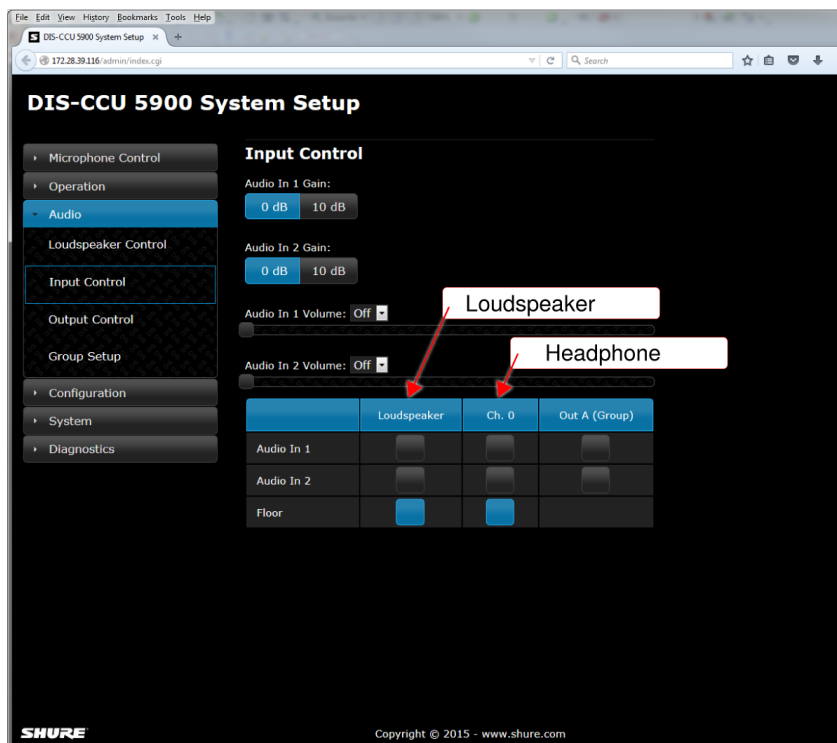 File Edit View History Bookmarks Tools Help
DIS-CCU 5900 System Setup × +
172.28.39.116/admin/index.cgi
Search
DIS-CCU 5900 System Setup
Microphone Control
Operation
Audio
Loudspeaker Control
Input Control
Output Control
Group Setup
Configuration
System
Diagnostics
Input Control
Audio In 1 Gain:
0 dB 10 dB
Audio In 2 Gain:
0 dB 10 dB
Audio In 1 Volume: Off
Loudspeaker
Audio In 2 Volume: Off
Headphone
Loudspeaker Ch. 0 Out A (Group)
Audio In 1
Audio In 2
Floor
SHURE
Copyright © 2015 - www.shure.com